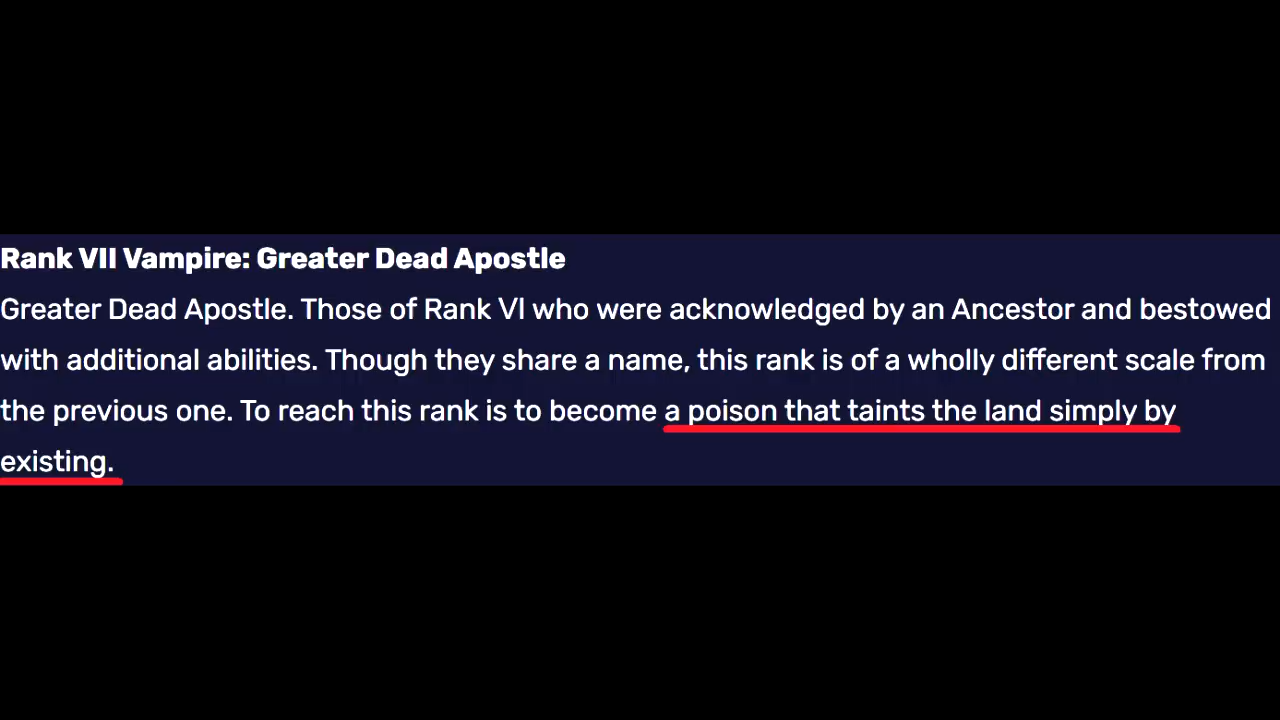 Rank VII Vampire: Greater Dead Apostle
Greater Dead Apostle. Those of Rank VI who were acknowledged by an Ancestor and bestowed
with additional abilities. Though they share a name, this rank is of a wholly different scale from
the previous one. To reach this rank is to become a poison that taints the land simply by
existing.